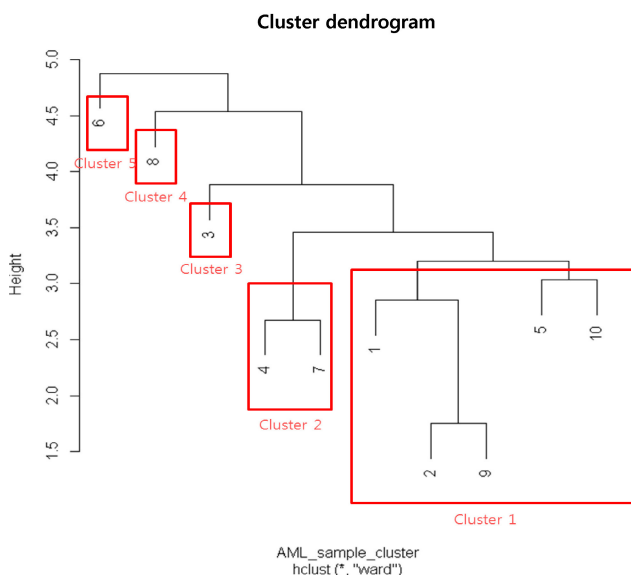 Cluster dendrogram
Height
5.0
4.5
4.0
3.5
3.0
2.5
2.0
1.5
6
Cluster 5
8
Cluster 4
3
Cluster 3
4
7
Cluster 2
1
2
9
5
10
Cluster 1
AML_sample_cluster
hclust (*, "ward")